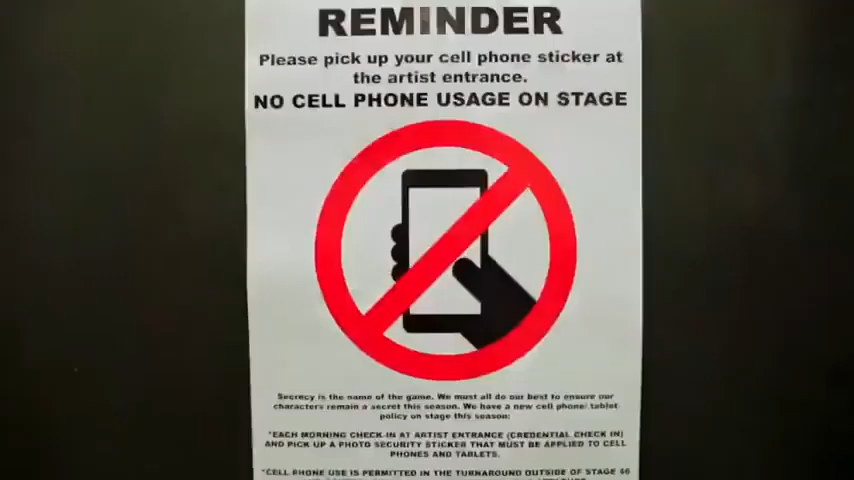 REMINDER
Please pick up your cell phone sticker at
the artist entrance.
NO CELL PHONE USAGE ON STAGE
Secrecy is the name of the game. We must all do our best to ensure our
characters remain a secret this season. We have a new cell phone/tablet
policy on stage this season:
*EACH MORNING CHECK-IN AT ARTIST ENTRANCE (CREDENTIAL CHECK IN)
AND PICK UP A PHOTO SECURITY STICKER THAT MUST BE APPLIED TO CELL
PHONES AND TABLETS.
*CELL PHONE USE IS PERMITTED IN THE TURNAROUND OUTSIDE OF STAGE